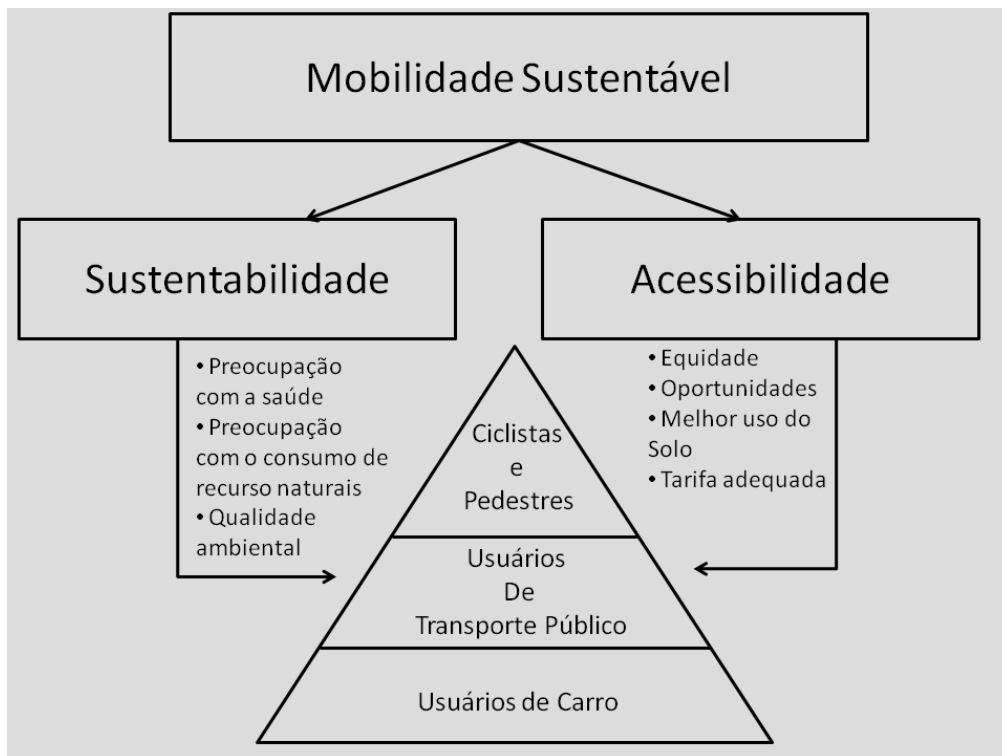 Mobilidade Sustentável
Sustentabilidade
Acessibilidade
• Preocupação
com a saúde
• Preocupação
com o consumo de
recurso naturais
• Qualidade
ambiental
• Equidade
• Oportunidades
• Melhor uso do
Solo
• Tarifa adequada
Ciclistas
e
Pedestres
Usuários
De
Transporte Público
Usuários de Carro